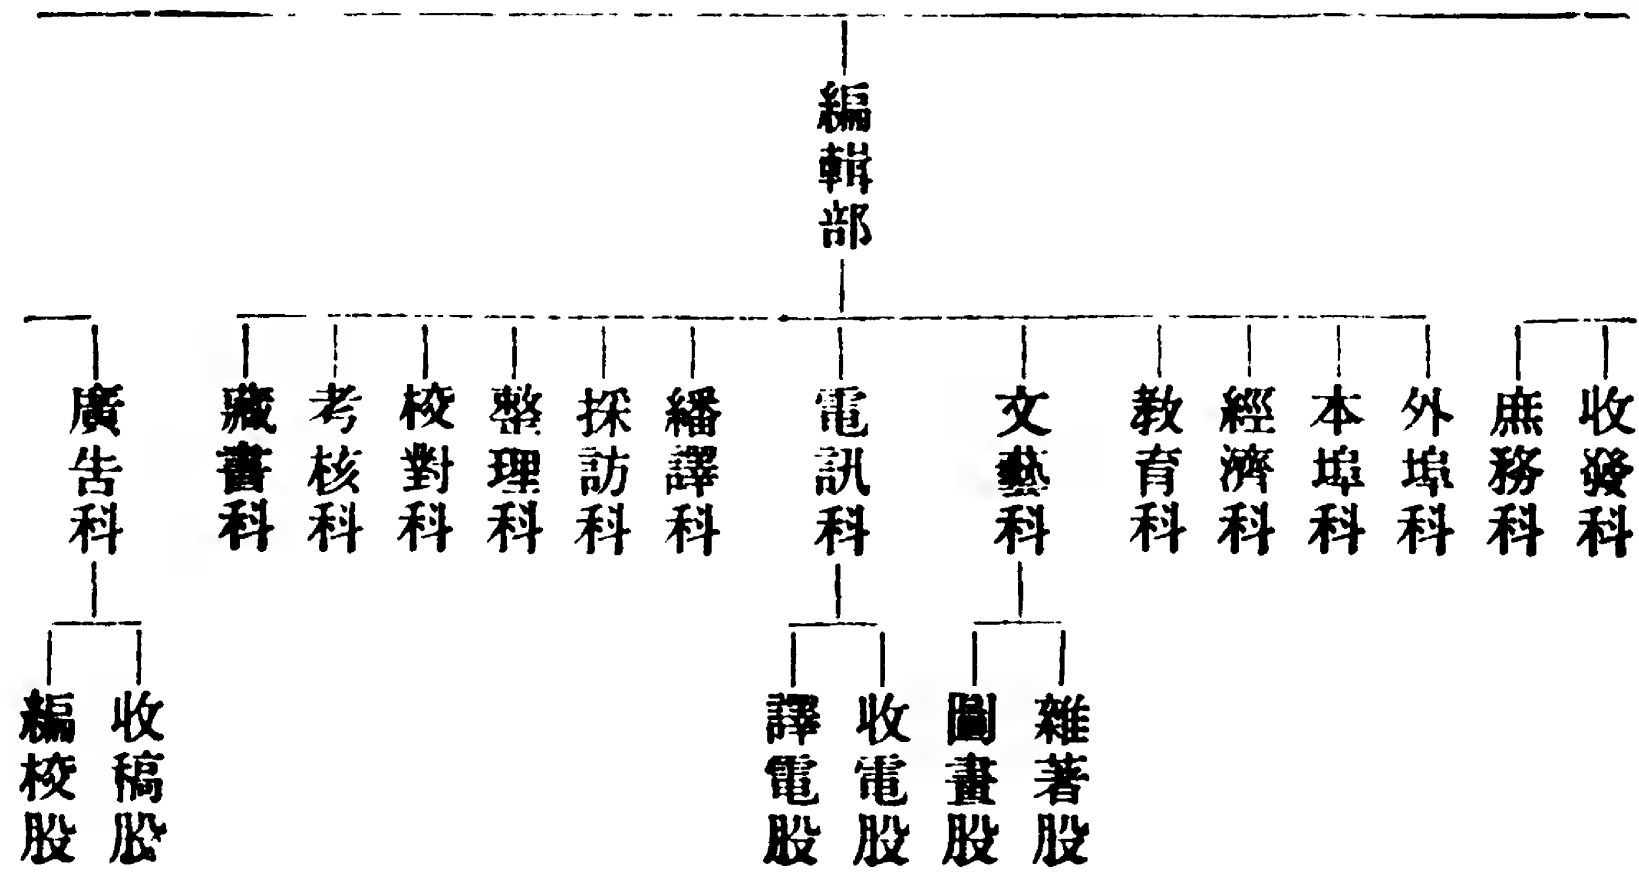 編輯部
收發科
庶務科
外埠科
本埠科
經濟科
教育科
文藝科
電訊科
繙譯科
採訪科
整理科
校對科
考核科
藏書科
廣告科
雜著股
圖畫股
收電股
譯電股
收稿股
編校股